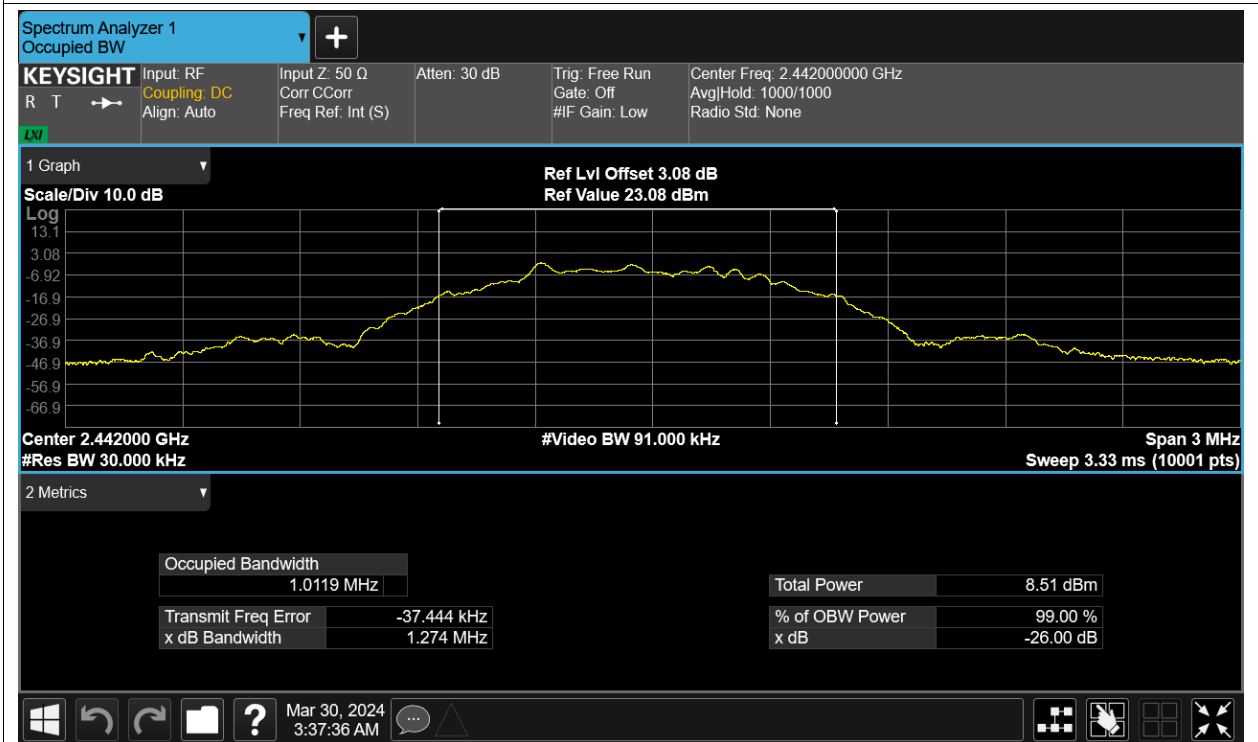 Spectrum Analyzer 1
Occupied BW
▼
+
KEYSIGHT
R T
LXI
Input: RF
Coupling: DC
Align: Auto
Input Z: 50 Ω
Corr CCorr
Freq Ref: Int (S)
Atten: 30 dB
Trig: Free Run
Gate: Off
#IF Gain: Low
Center Freq: 2.442000000 GHz
Avg|Hold: 1000/1000
Radio Std: None
1 Graph
Scale/Div 10.0 dB
Ref Lvl Offset 3.08 dB
Ref Value 23.08 dBm
Log
13.1
3.08
-6.92
-16.9
-26.9
-36.9
-46.9
-56.9
-66.9
Center 2.442000 GHz
#Res BW 30.000 kHz
#Video BW 91.000 kHz
Span 3 MHz
Sweep 3.33 ms (10001 pts)
2 Metrics
Occupied Bandwidth
1.0119 MHz
Transmit Freq Error -37.444 kHz
x dB Bandwidth 1.274 MHz
Total Power 8.51 dBm
% of OBW Power 99.00 %
x dB -26.00 dB
?
Mar 30, 2024
3:37:36 AM